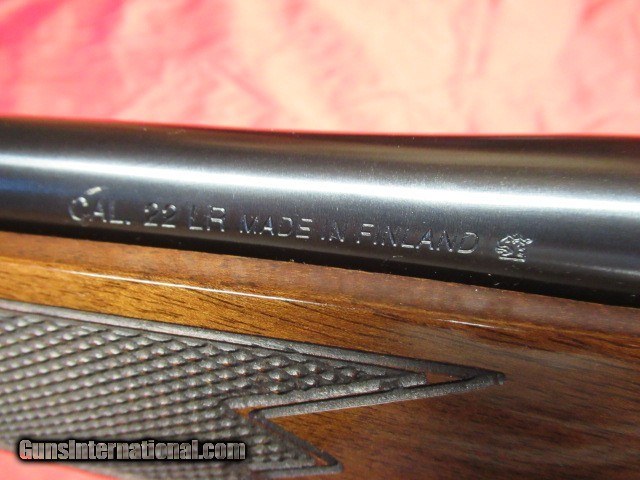 CAL. 22 LR MADE IN FINLAND
GunsInternational.com